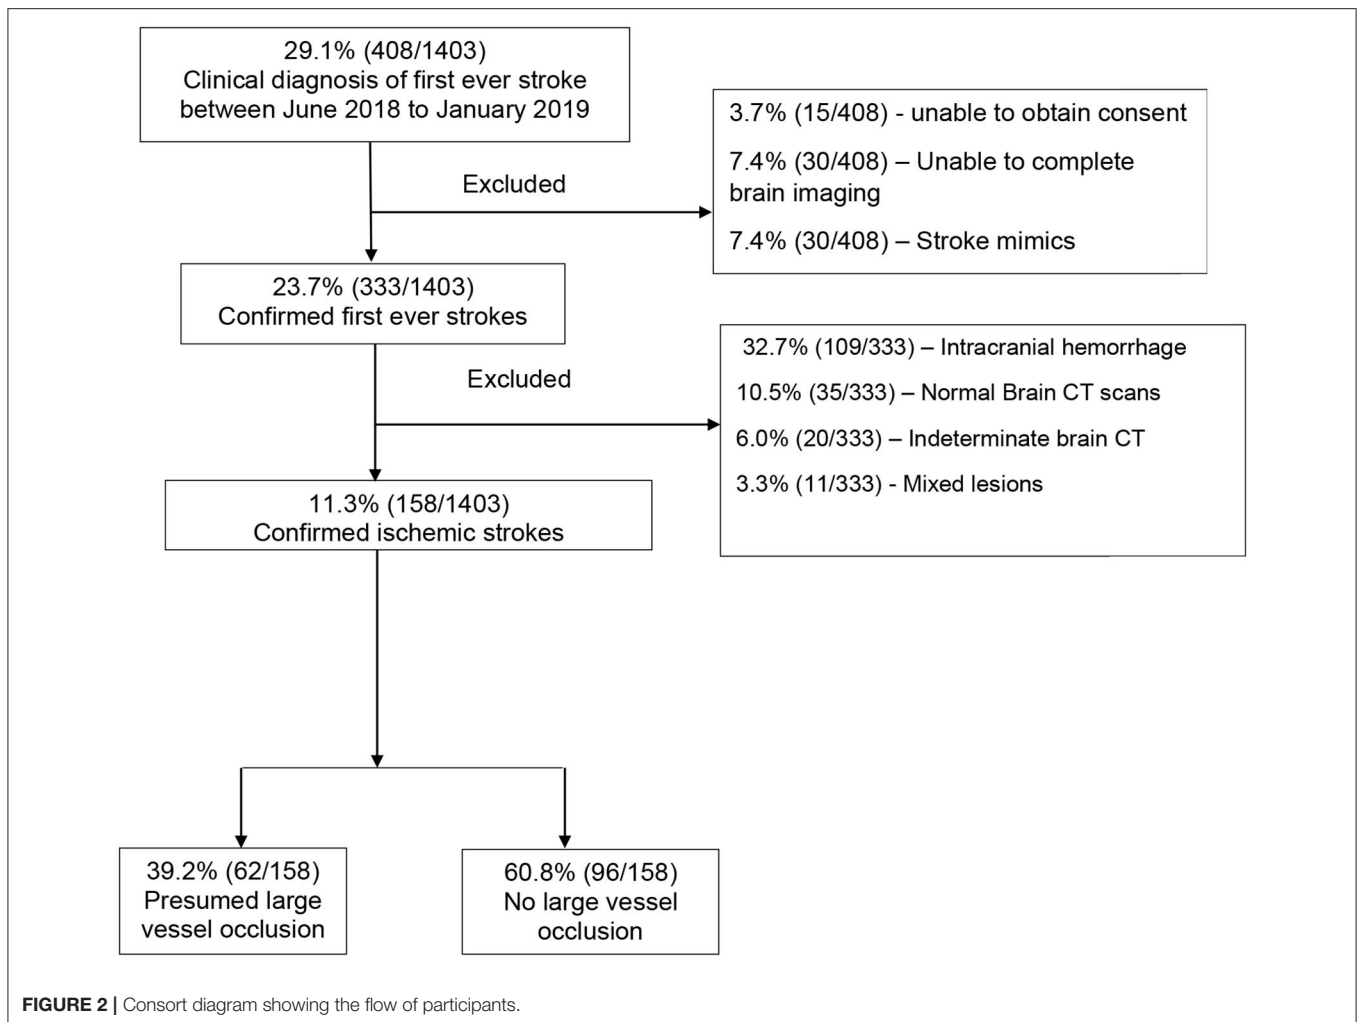 29.1% (408/1403)
Clinical diagnosis of first ever stroke
between June 2018 to January 2019
3.7% (15/408) - unable to obtain consent
7.4% (30/408) – Unable to complete
brain imaging
7.4% (30/408) – Stroke mimics
Excluded
23.7% (333/1403)
Confirmed first ever strokes
32.7% (109/333) – Intracranial hemorrhage
10.5% (35/333) – Normal Brain CT scans
6.0% (20/333) – Indeterminate brain CT
3.3% (11/333) - Mixed lesions
Excluded
11.3% (158/1403)
Confirmed ischemic strokes
39.2% (62/158)
Presumed large
vessel occlusion
60.8% (96/158)
No large vessel
occlusion
FIGURE 2 | Consort diagram showing the flow of participants.